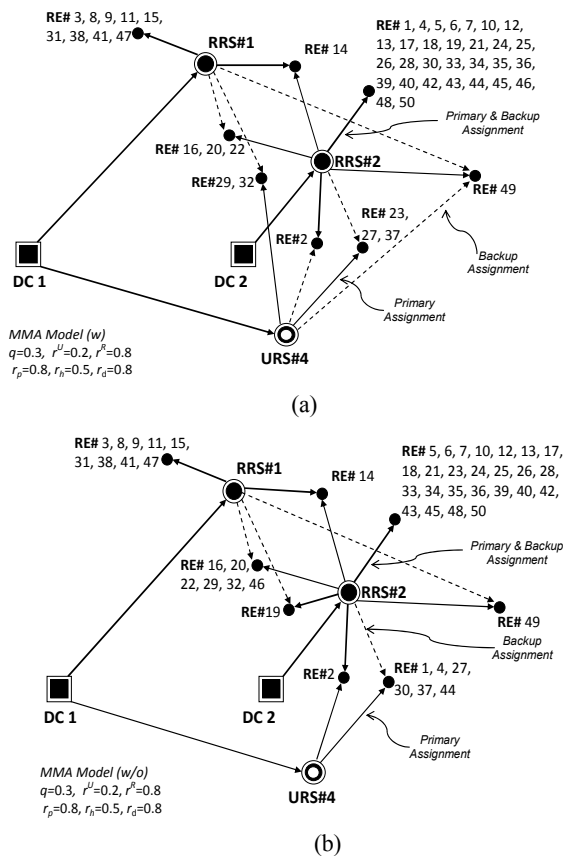 RE# 3, 8, 9, 11, 15,
31, 38, 41, 47
RRS#1
RE# 14
RE# 1, 4, 5, 6, 7, 10, 12,
13, 17, 18, 19, 21, 24, 25,
26, 28, 30, 33, 34, 35, 36,
39, 40, 42, 43, 44, 45, 46,
48, 50
Primary & Backup
Assignment
RE# 16, 20, 22
RRS#2
RE#29, 32
RE# 49
RE# 23,
27, 37
RE#2
Backup
Assignment
DC 1
DC 2
Primary
Assignment
URS#4
MMA Model (w)
q=0.3, r^U=0.2, r^R=0.8
r_p=0.8, r_h=0.5, r_d=0.8
(a)
RE# 3, 8, 9, 11, 15,
31, 38, 41, 47
RRS#1
RE# 14
RE# 5, 6, 7, 10, 12, 13, 17,
18, 21, 23, 24, 25, 26, 28,
33, 34, 35, 36, 39, 40, 42,
43, 45, 48, 50
Primary & Backup
Assignment
RE# 16, 20,
22, 29, 32, 46
RRS#2
RE#19
RE# 49
Backup
Assignment
RE#2
RE# 1, 4, 27,
30, 37, 44
DC 1
DC 2
Primary
Assignment
URS#4
MMA Model (w/o)
q=0.3, r^U=0.2, r^R=0.8
r_p=0.8, r_h=0.5, r_d=0.8
(b)